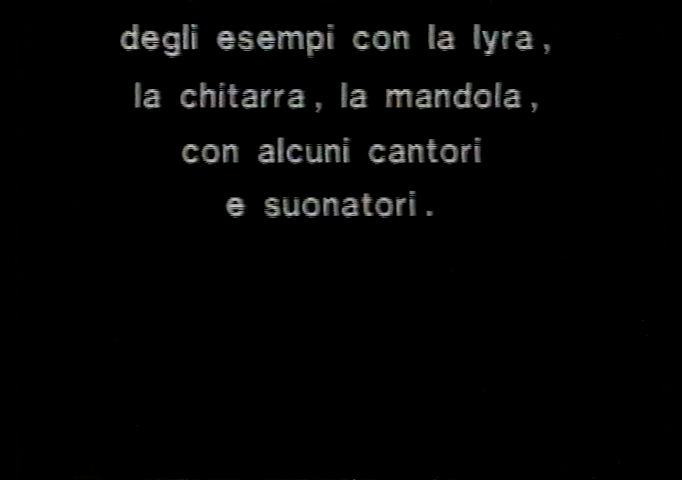 degli esempi con la lyra,
la chitarra, la mandola,
con alcuni cantori
e suonatori.